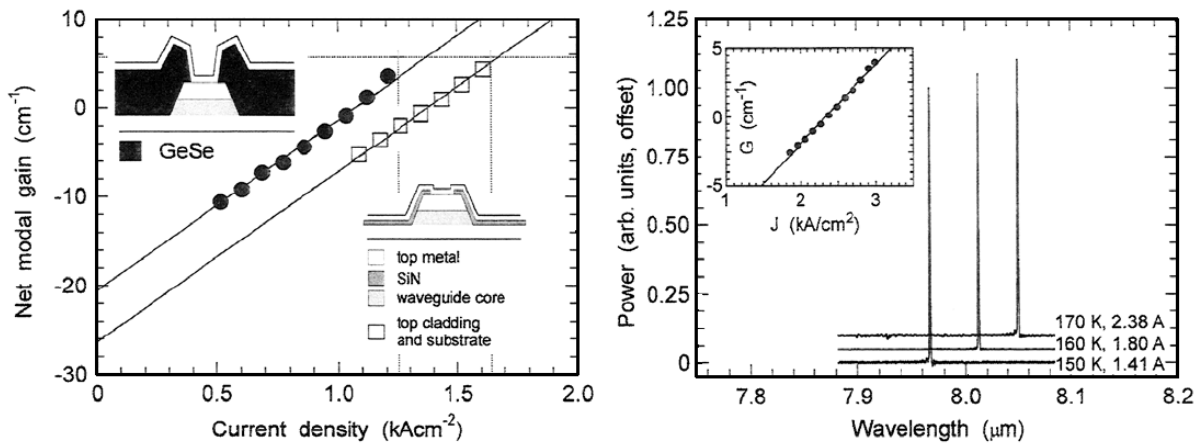 10
0
-10
-20
-30
Net modal gain (cm⁻¹)
0
0.5
1.0
1.5
2.0
Current density (kAcm⁻²)
GeSe
top metal
SiN
waveguide core
top cladding
and substrate
1.25
1.00
0.75
0.50
0.25
0
Power (arb. units, offset)
7.8
7.9
8.0
8.1
8.2
Wavelength (μm)
5
0
-5
G (cm⁻¹)
1
2
3
J (kA/cm²)
170 K, 2.38 A
160 K, 1.80 A
150 K, 1.41 A